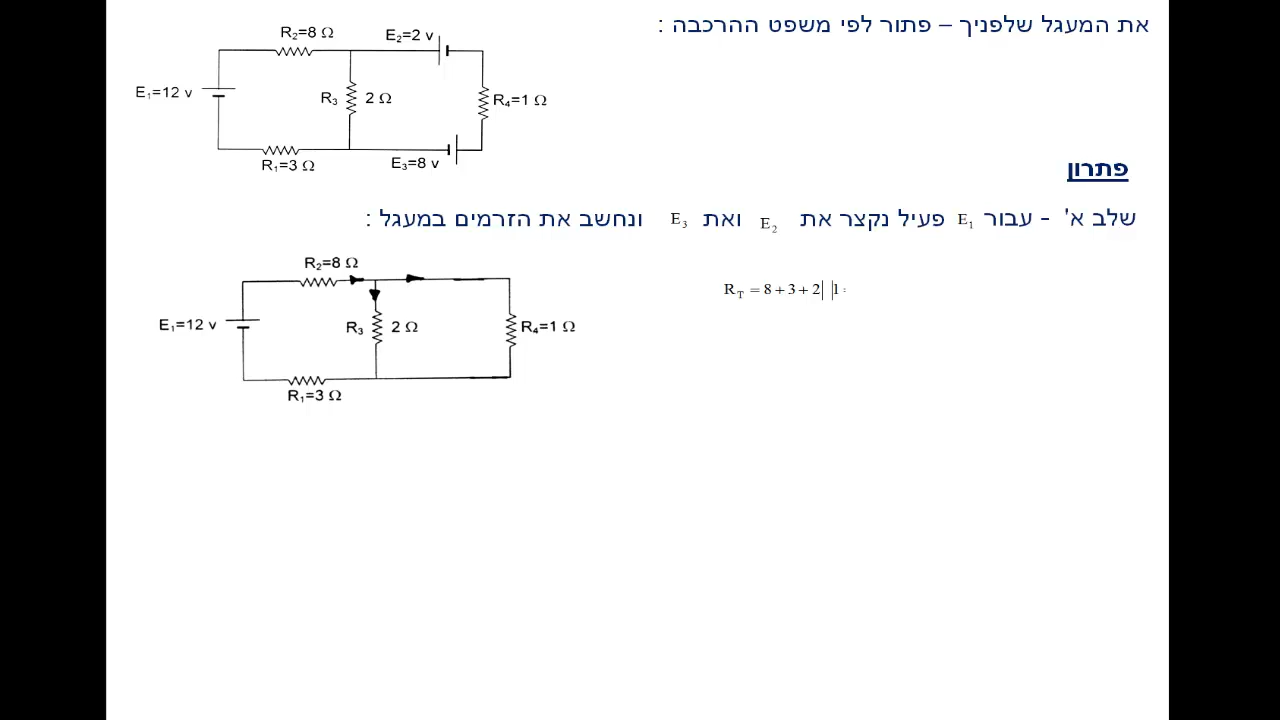 את המעגל שלפניך – פתור לפי משפט ההרכבה :
R2=8 Ω
E2=2 v
E1=12 v
R3 2 Ω
R4=1 Ω
R1=3 Ω
E3=8 v
פתרון
שלב א' - עבור E1 פעיל נקצר את E2 ואת E3 ונחשב את הזרמים במעגל :
R2=8 Ω
RT = 8 + 3 + 2||1 =
E1=12 v
R3 2 Ω
R4=1 Ω
R1=3 Ω